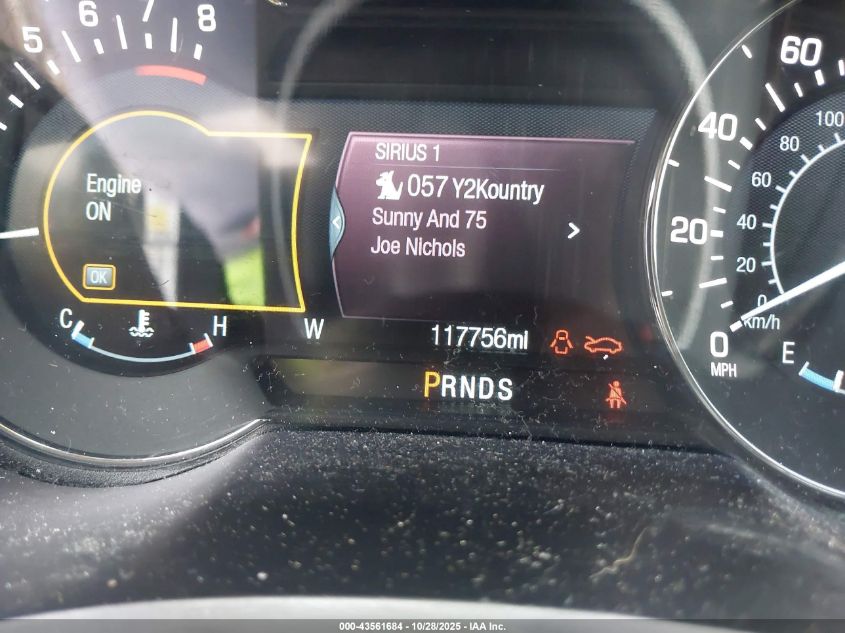 5 6 7 8
Engine
ON
OK
C H
SIRIUS 1
057 Y2Kountry
Sunny And 75
Joe Nichols
W 117756mi
PRNDS
60
40
20
0
MPH
100
80
60
40
20
0
km/h
E
000-43561684 - 10/28/2025 - IAA Inc.